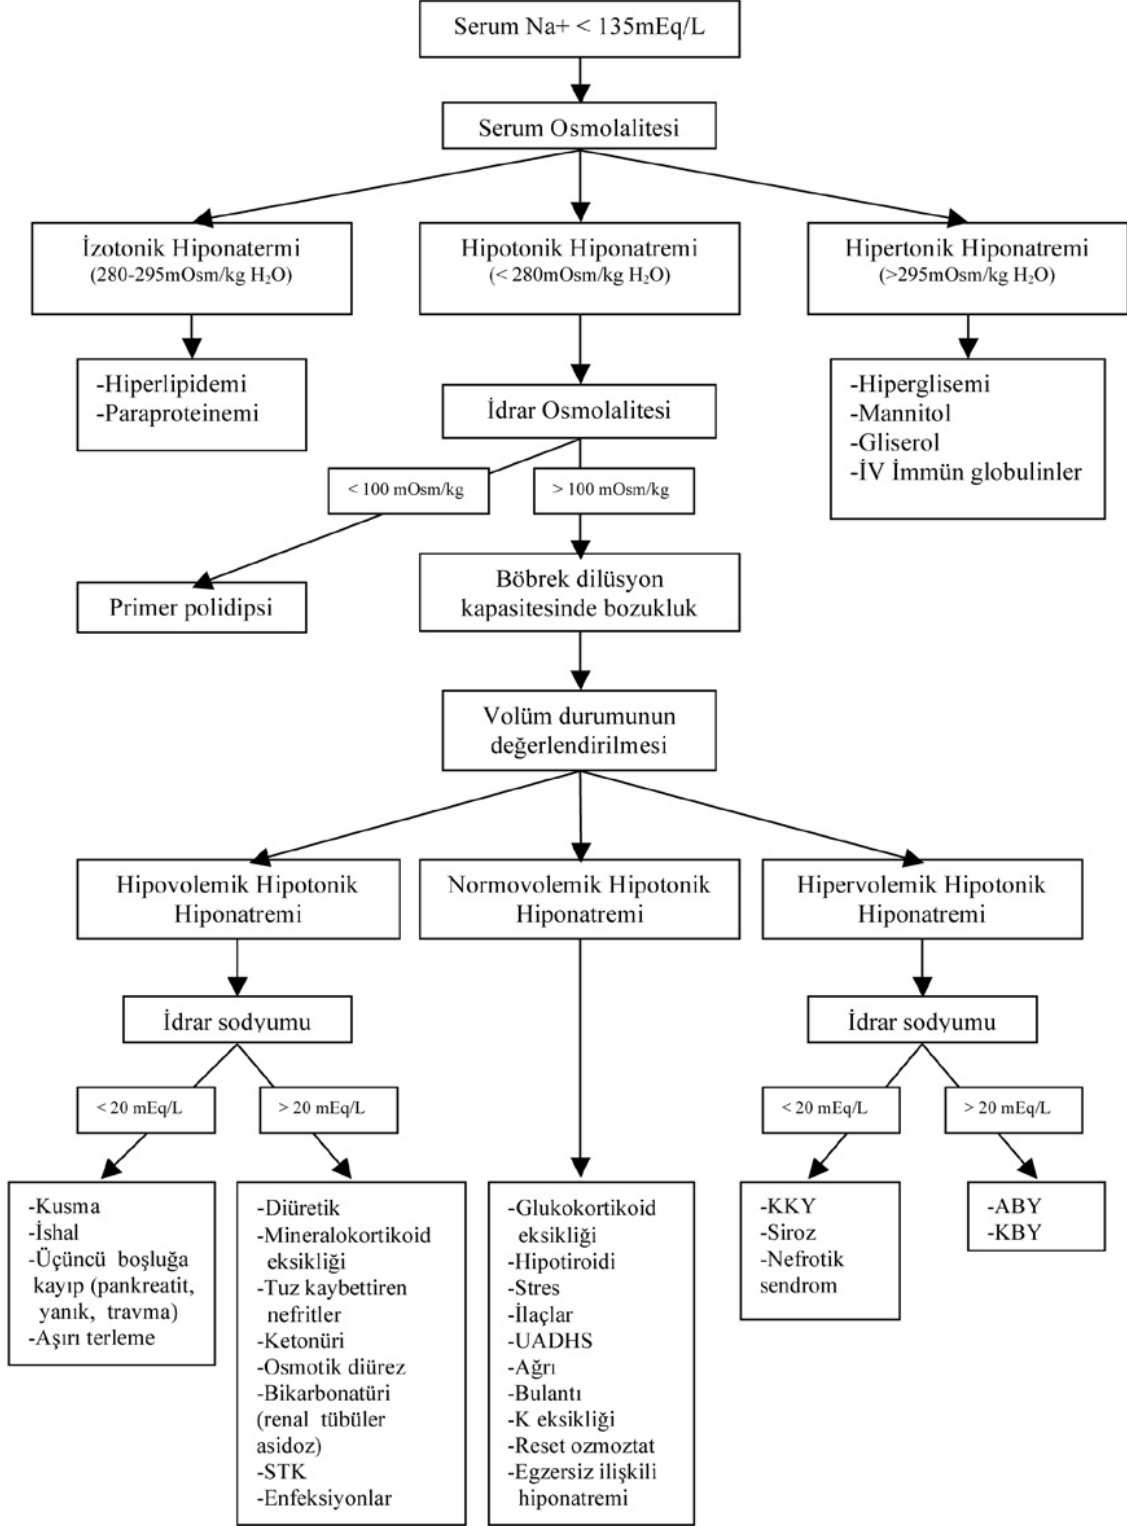 Serum Na+ < 135mEq/L
Serum Osmolalitesi
İzotonik Hiponatermi
(280-295mOsm/kg H₂O)
Hipotonik Hiponatremi
(< 280mOsm/kg H₂O)
Hipertonik Hiponatremi
(>295mOsm/kg H₂O)
-Hiperlipidemi
-Paraproteinemi
İdrar Osmolalitesi
-Hiperglisemi
-Mannitol
-Gliserol
-İV İmmün globulinler
< 100 mOsm/kg
> 100 mOsm/kg
Primer polidipsi
Böbrek dilüsyon
kapasitesinde bozukluk
Volüm durumunun
değerlendirilmesi
Hipovolemik Hipotonik
Hiponatremi
Normovolemik Hipotonik
Hiponatremi
Hipervolemik Hipotonik
Hiponatremi
İdrar sodyumu
İdrar sodyumu
< 20 mEq/L
> 20 mEq/L
< 20 mEq/L
> 20 mEq/L
-Kusma
-İshal
-Üçüncü boşluğa
kayıp (pankreatit,
yanık, travma)
-Aşırı terleme
-Diüretik
-Mineralokortikoid
eksikliği
-Tuz kaybettiren
nefritler
-Ketonüri
-Osmotik diürez
-Bikarbonatüri
(renal tübüler
asidoz)
-STK
-Enfeksiyonlar
-Glukokortikoid
eksikliği
-Hipotiroidi
-Stres
-İlaçlar
-UADHS
-Ağrı
-Bulantı
-K eksikliği
-Reset ozmoztat
-Egzersiz ilişkili
hiponatremi
-KKY
-Siroz
-Nefrotik
sendrom
-ABY
-KBY